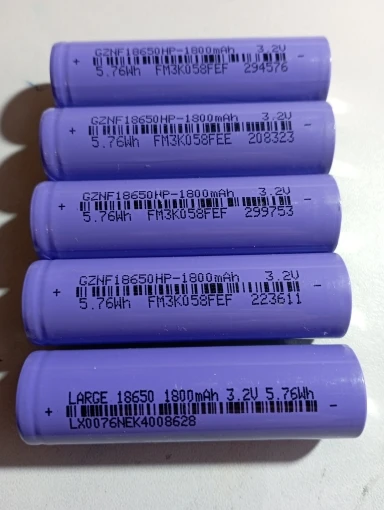 GZNF18650HP-1800mAh 3.2V
+ -
5.76Wh FM3K058FEF 294576
GZNF18650HP-1800mAh 3.2V
+ -
5.76Wh FM3K058FEE 208323
GZNF18650HP-1800mAh 3.2V
+ -
5.76Wh FM3K058FEF 299753
GZNF18650HP-1800mAh 3.2V
+ -
5.76Wh FM3K058FEF 223611
LARGE 18650 1800mAh 3.2V 5.76Wh
+ -
LX0076NEK4008628